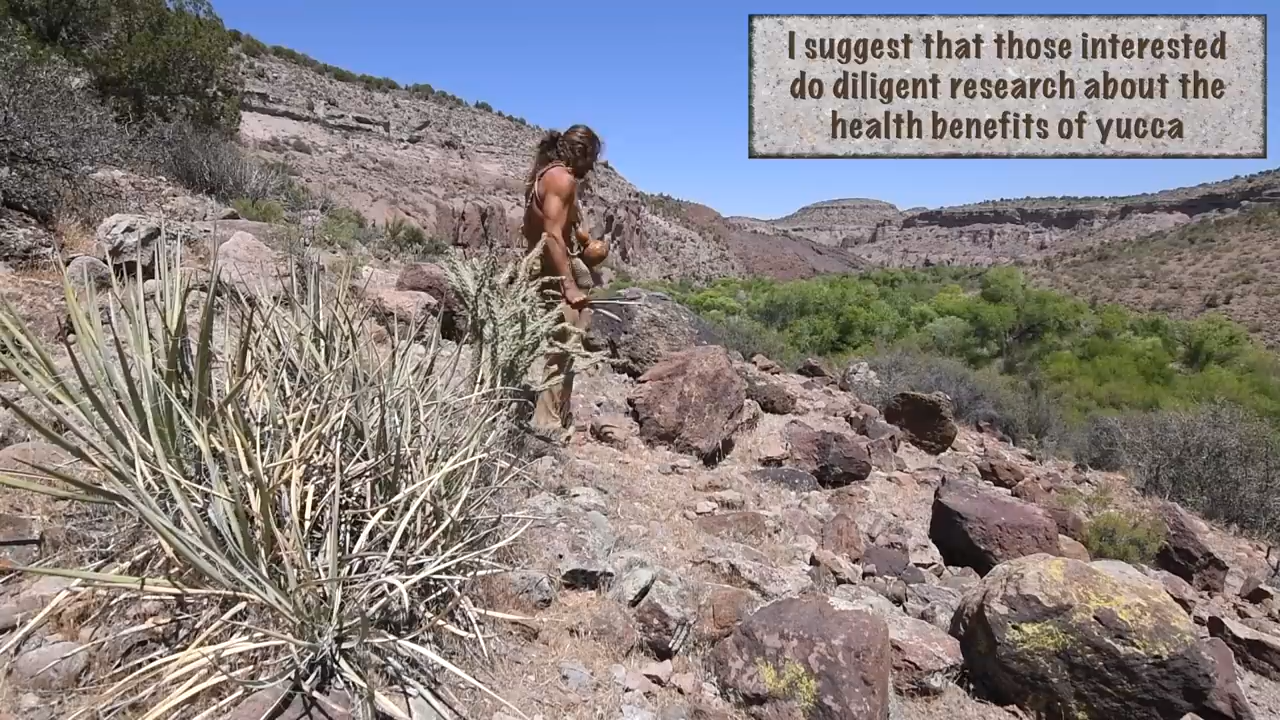 I suggest that those interested
do diligent research about the
health benefits of yucca